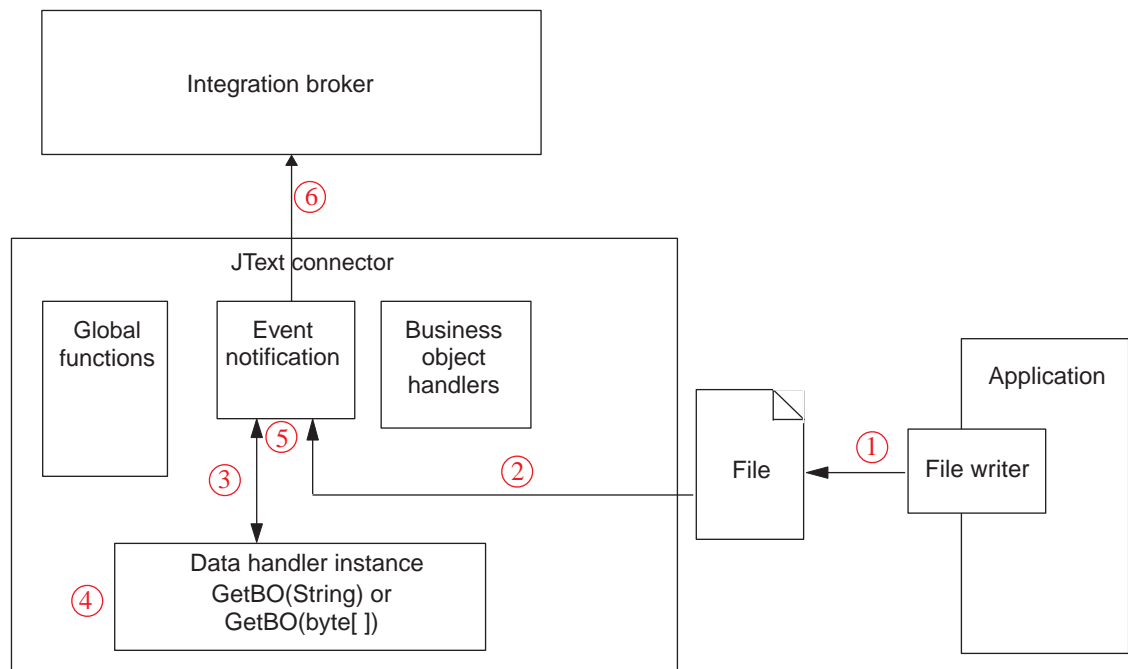 Integration broker
⑥
JText connector
Global
functions
Event
notification
Business
object
handlers
Application
⑤
①
③
②
File
File writer
Data handler instance
④
GetBO(String) or
GetBO(byte[ ])